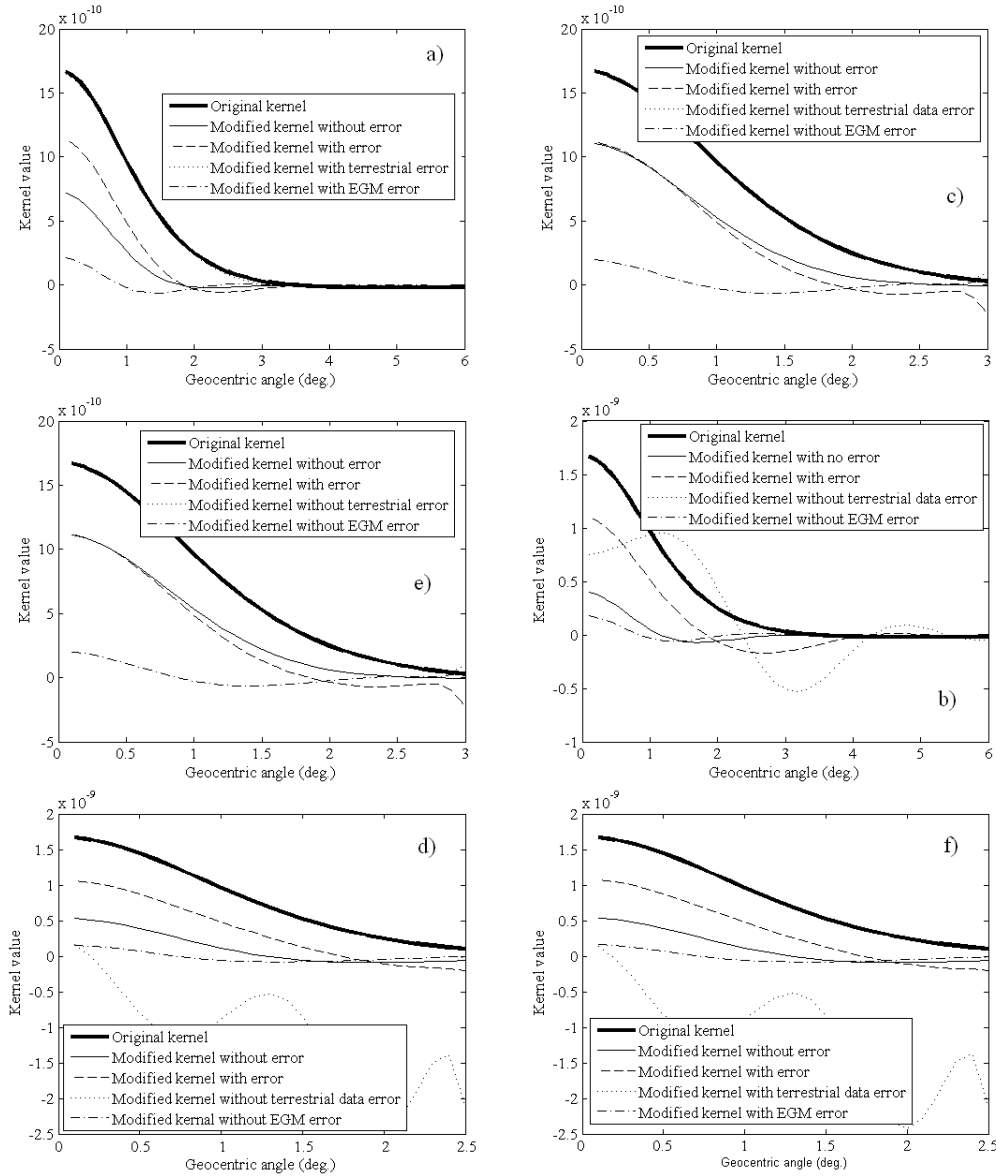 x 10^-10
20
15
10
5
0
-5
Kernel value
a)
Original kernel
Modified kernel without error
Modified kernel with error
Modified kernel with terrestrial error
Modified kernel with EGM error
0 1 2 3 4 5 6
Geocentric angle (deg.)
x 10^-10
20
15
10
5
0
-5
Kernel value
Original kernel
Modified kernel without error
Modified kernel with error
Modified kernel without terrestrial data error
Modified kernel without EGM error
c)
0 0.5 1 1.5 2 2.5 3
Geocentric angle (deg.)
x 10^-10
20
15
10
5
0
-5
Kernel value
Original kernel
Modified kernel without error
Modified kernel with error
Modified kernel without terrestrial error
Modified kernel without EGM error
e)
0 0.5 1 1.5 2 2.5 3
Geocentric angle (deg.)
x 10^-9
2
1.5
1
0.5
0
-0.5
-1
Kernel value
Original kernel
Modified kernel with no error
Modified kernel with error
Modified kernel without terrestrial data error
Modified kernel without EGM error
b)
0 1 2 3 4 5 6
Geocentric angle (deg.)
x 10^-9
2
1.5
1
0.5
0
-0.5
-1
-1.5
-2
-2.5
Kernel value
d)
Original kernel
Modified kernel without error
Modified kernel with error
Modified kernel without terrestrial data error
Modified kernal without EGM error
0 0.5 1 1.5 2 2.5
Geocentric angle (deg.)
x 10^-9
2
1.5
1
0.5
0
-0.5
-1
-1.5
-2
-2.5
Kernel value
f)
Original kernel
Modified kernel without error
Modified kernel with error
Modified kernel with terrestrial data error
Modified kernel with EGM error
0 0.5 1 1.5 2 2.5
Geocentric angle (deg.)